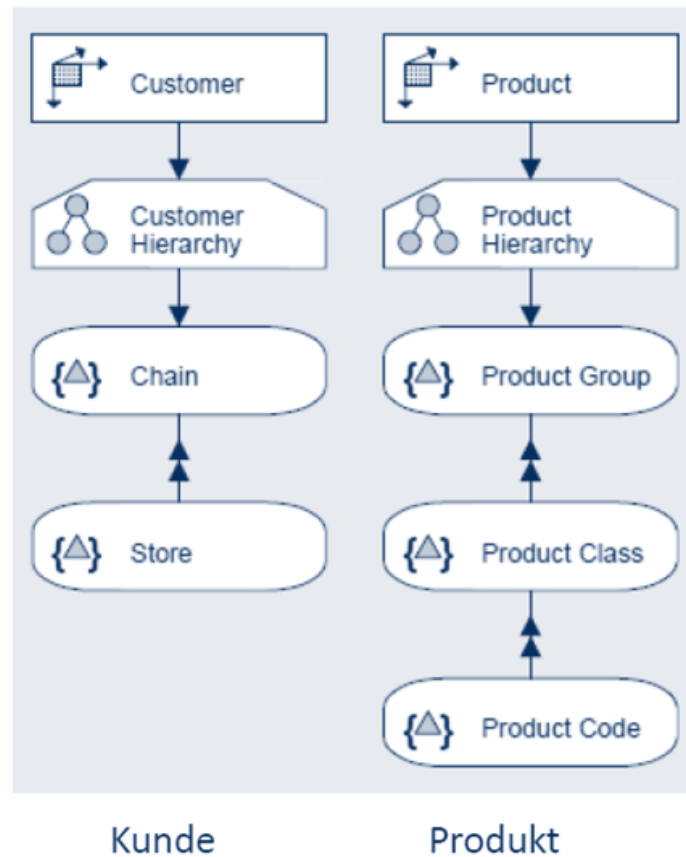 Customer
Product
Customer
Hierarchy
Product
Hierarchy
Chain
Product Group
Store
Product Class
Product Code
Kunde
Produkt